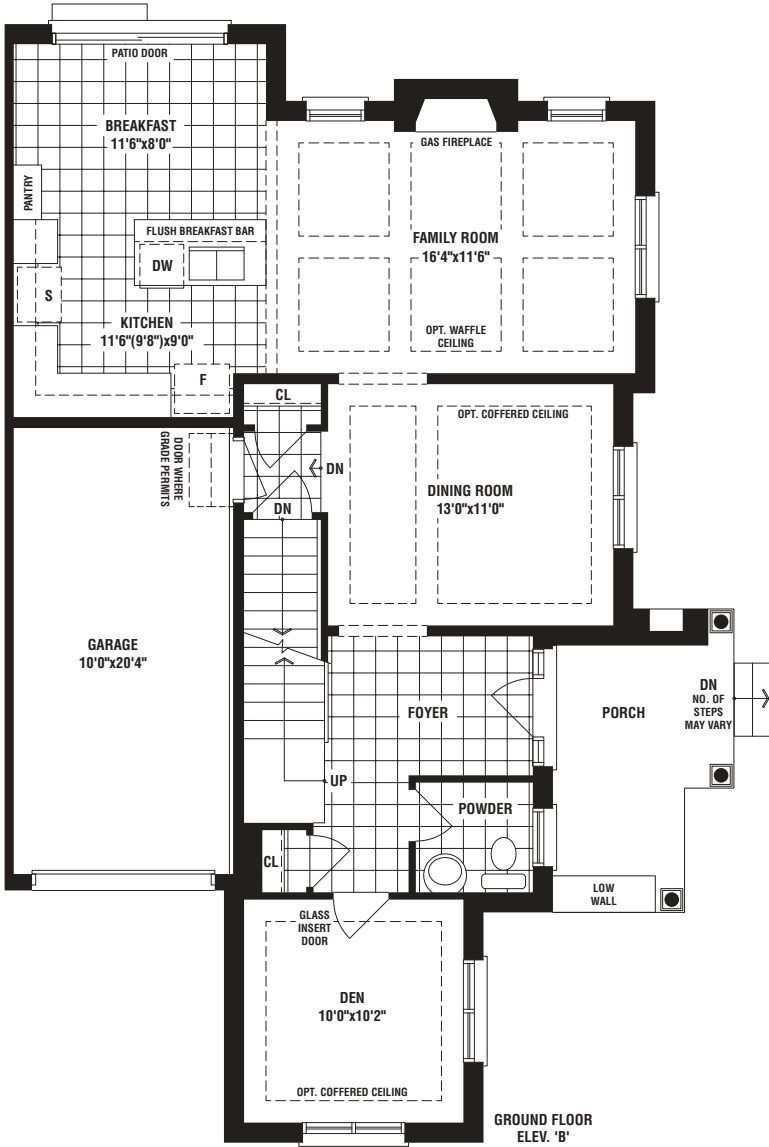 PATIO DOOR
BREAKFAST
11'6"x8'0"
PANTRY
FLUSH BREAKFAST BAR
DW
S
KITCHEN
11'6"(9'8")x9'0"
F
GAS FIREPLACE
FAMILY ROOM
16'4"x11'6"
OPT. WAFFLE
CEILING
CL
DOOR WHERE
GRADE PERMITS
DN
DN
OPT. COFFERED CEILING
DINING ROOM
13'0"x11'0"
GARAGE
10'0"x20'4"
FOYER
PORCH
DN
NO. OF
STEPS
MAY VARY
UP
POWDER
CL
LOW
WALL
GLASS
INSERT
DOOR
DEN
10'0"x10'2"
OPT. COFFERED CEILING
GROUND FLOOR
ELEV. 'B'